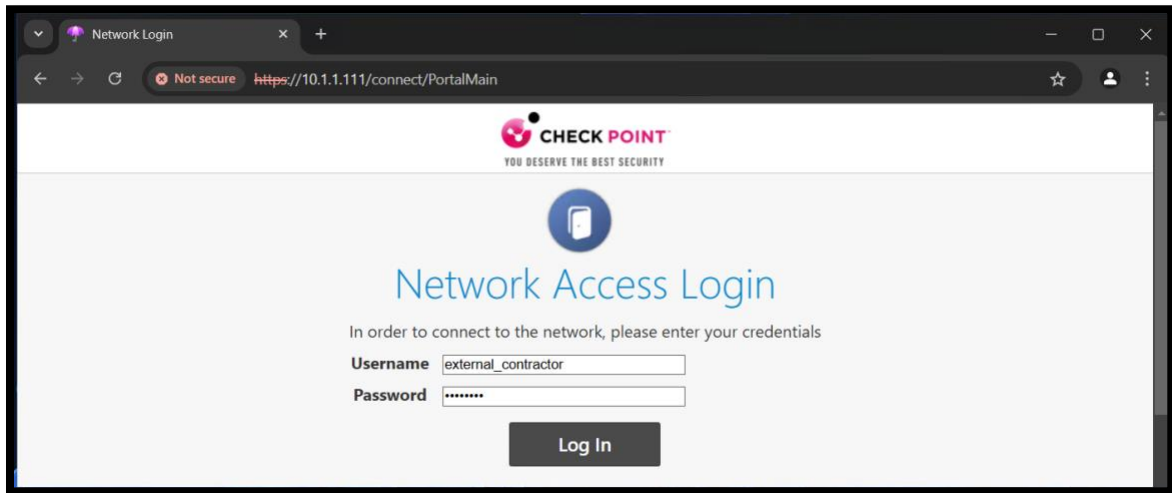 Network Login
Not secure https://10.1.1.111/connect/PortalMain
CHECK POINT
YOU DESERVE THE BEST SECURITY
Network Access Login
In order to connect to the network, please enter your credentials
Username external_contractor
Password ••••••••
Log In